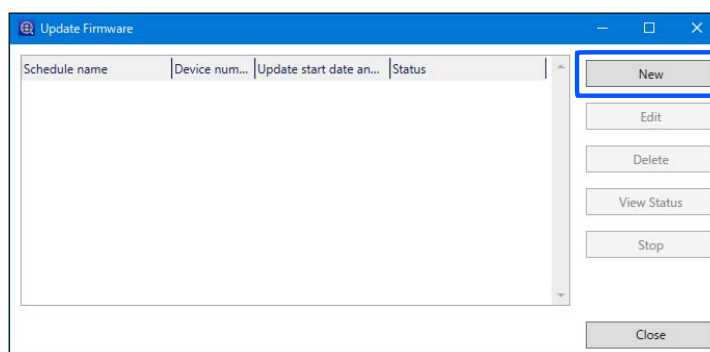 Update Firmware
Schedule name Device num... Update start date an... Status
New
Edit
Delete
View Status
Stop
Close